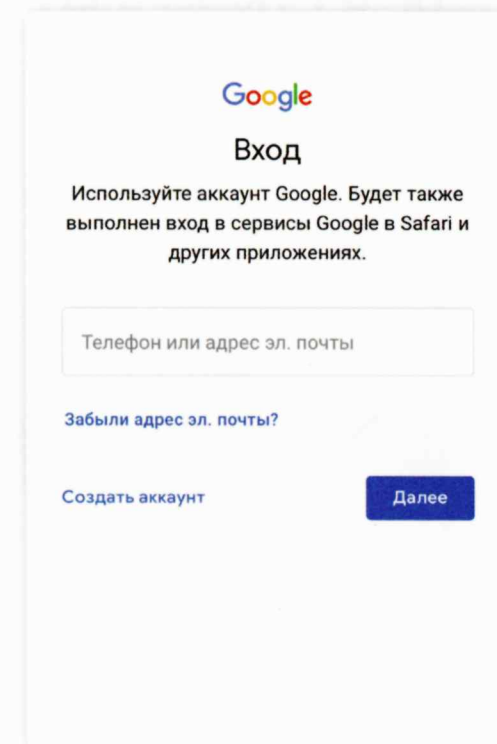 Google
Вход
Используйте аккаунт Google. Будет также
выполнен вход в сервисы Google в Safari и
других приложениях.
Телефон или адрес эл. почты
Забыли адрес эл. почты?
Создать аккаунт
Далее